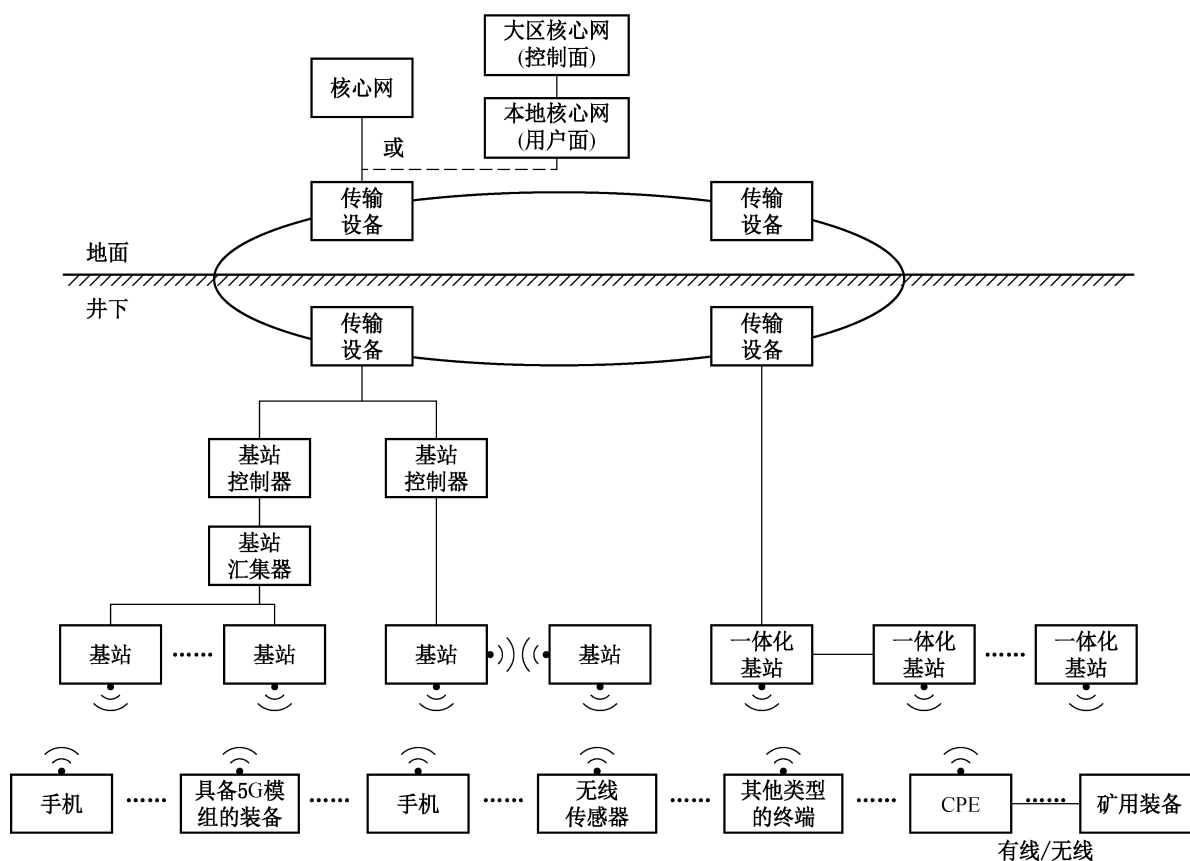 大区核心网
(控制面)
核心网
本地核心网
(用户面)
或
传输
设备
传输
设备
地面
井下
传输
设备
传输
设备
基站
控制器
基站
控制器
基站
汇集器
基站
······
基站
基站
基站
一体化
基站
一体化
基站
······
一体化
基站
手机
······
具备5G模
组的装备
······
手机
······
无线
传感器
······
其他类型
的终端
······
CPE
······
矿用装备
有线/无线